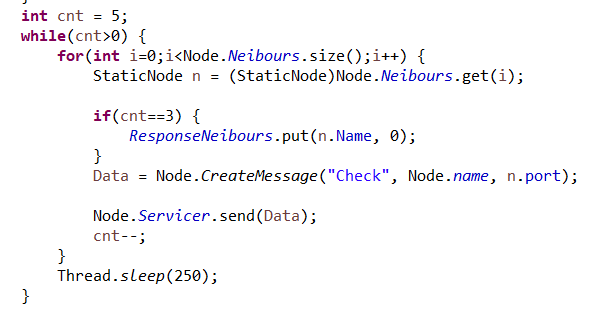 int cnt = 5;
while(cnt>0) {
for(int i=0;i<Node.Neibours.size();i++) {
StaticNode n = (StaticNode)Node.Neibours.get(i);
if(cnt==3) {
ResponseNeibours.put(n.Name, 0);
}
Data = Node.CreateMessage("Check", Node.name, n.port);
Node.Servicer.send(Data);
cnt--;
}
Thread.sleep(250);
}